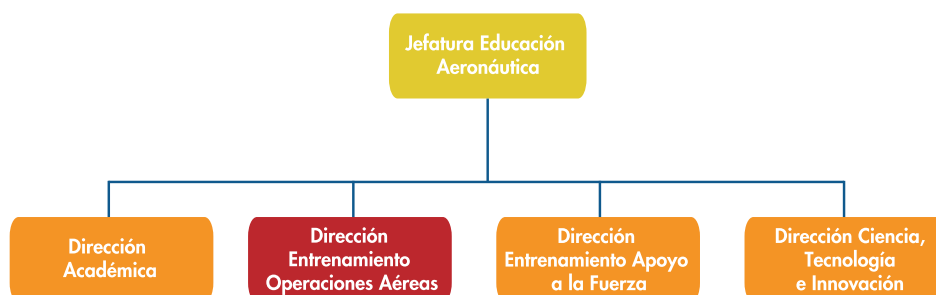 Jefatura Educación
Aeronáutica
Dirección
Académica
Dirección
Entrenamiento
Operaciones Aéreas
Dirección
Entrenamiento Apoyo
a la Fuerza
Dirección Ciencia,
Tecnología
e Innovación